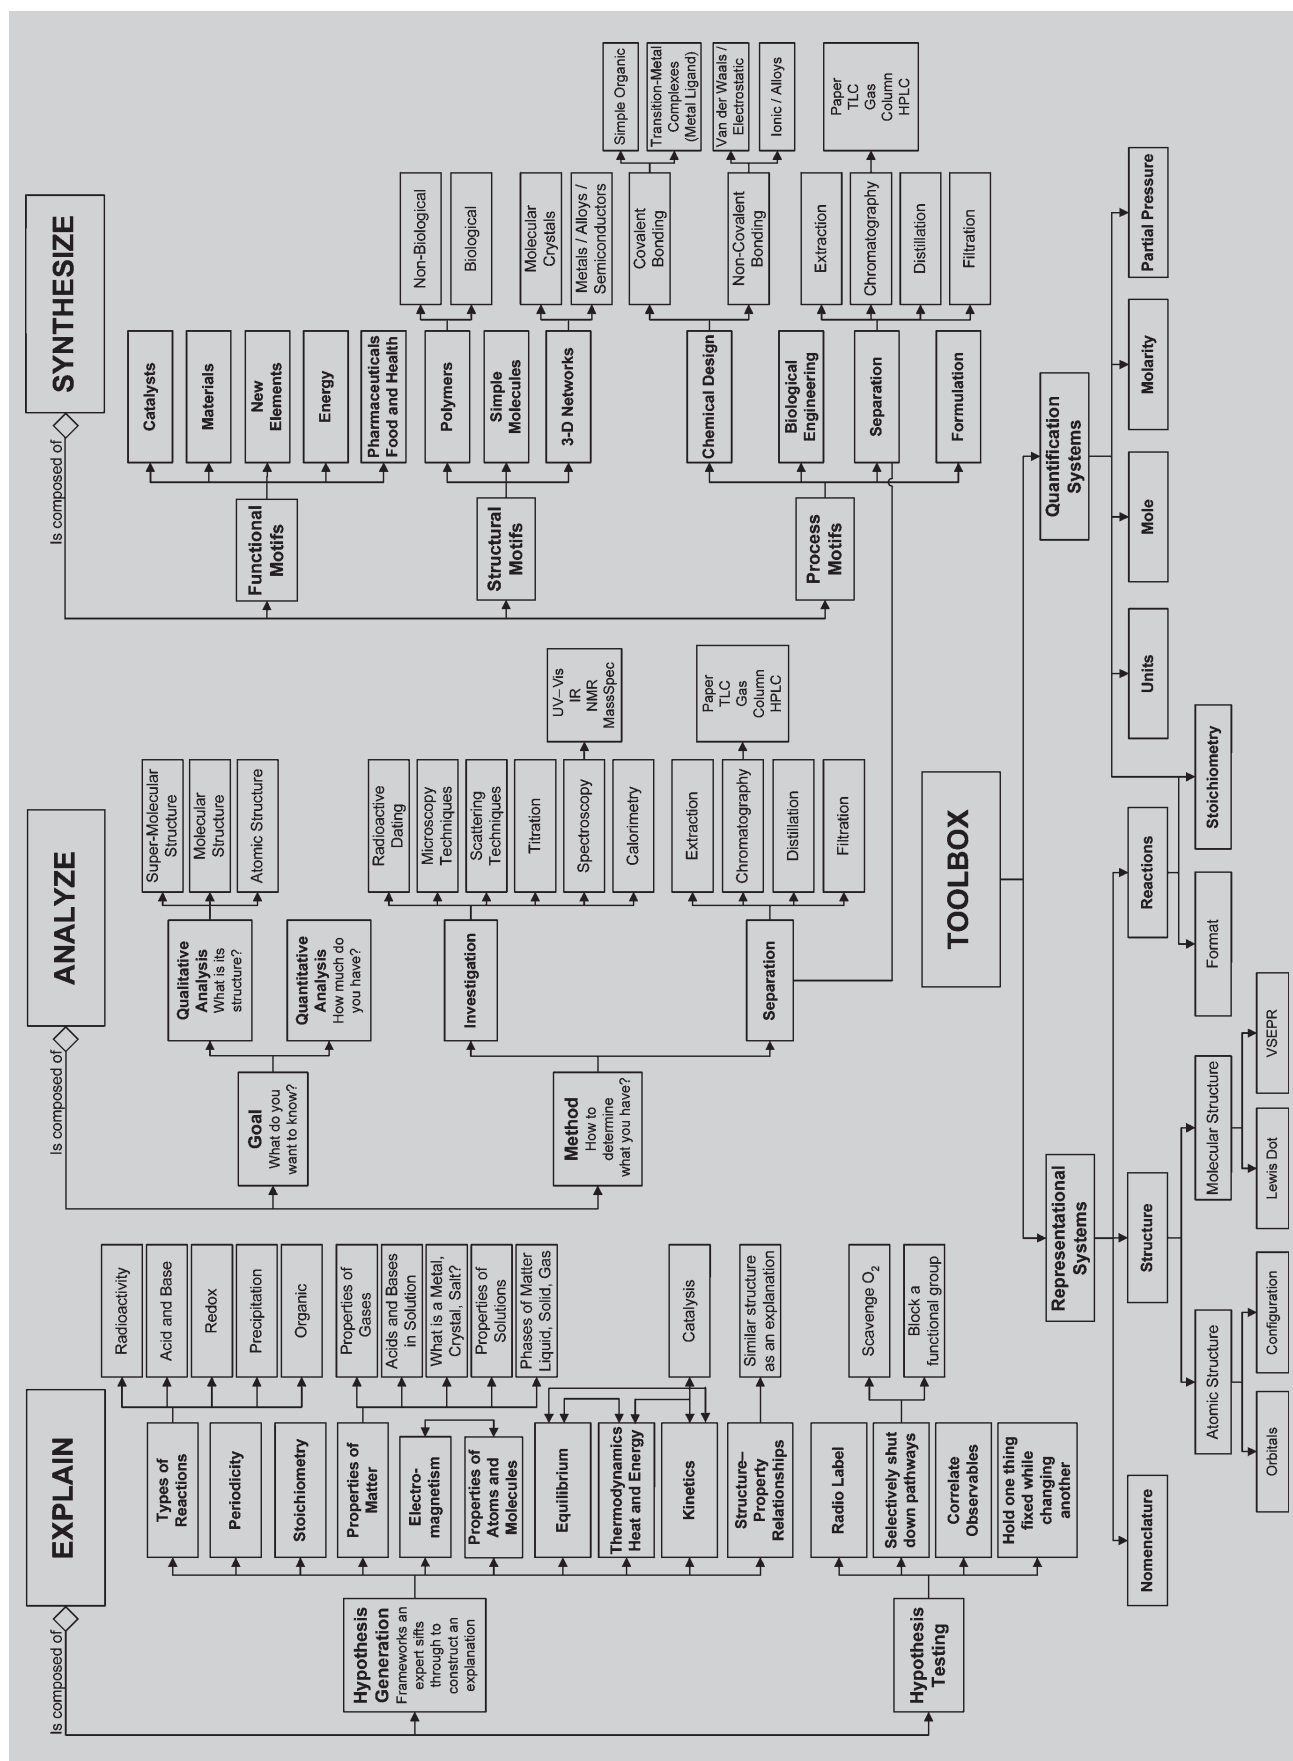 EXPLAIN
Is composed of
Hypothesis
Generation
Frameworks an
expert sifts
through to
construct an
explanation
Types of
Reactions
Radioactivity
Acid and Base
Redox
Precipitation
Organic
Periodicity
Stoichiometry
Properties of
Matter
Properties of
Gases
Acids and Bases
in Solution
What is a Metal,
Crystal, Salt?
Properties of
Solutions
Phases of Matter
Liquid, Solid, Gas
Electro-
magnetism
Properties of
Atoms and
Molecules
Equilibrium
Thermodynamics
Heat and Energy
Kinetics
Catalysis
Structure–
Property
Relationships
Similar structure
as an explanation
Hypothesis
Testing
Radio Label
Selectively shut
down pathways
Scavenge O2
Block a
functional group
Correlate
Observables
Hold one thing
fixed while
changing
another
ANALYZE
Is composed of
Goal
What do you
want to know?
Qualitative
Analysis
What is its
structure?
Super-Molecular
Structure
Molecular
Structure
Atomic Structure
Quantitative
Analysis
How much do
you have?
Method
How to
determine
what you have?
Investigation
Radioactive
Dating
Microscopy
Techniques
Scattering
Techniques
Titration
Spectroscopy
UV–Vis
IR
NMR
MassSpec
Calorimetry
Separation
Extraction
Chromatography
Paper
TLC
Gas
Column
HPLC
Distillation
Filtration
SYNTHESIZE
Is composed of
Functional
Motifs
Catalysts
Materials
New
Elements
Energy
Pharmaceuticals
Food and Health
Structural
Motifs
Polymers
Non-Biological
Biological
Simple
Molecules
3-D Networks
Molecular
Crystals
Metals / Alloys /
Semiconductors
Process
Motifs
Chemical Design
Covalent
Bonding
Simple Organic
Transition-Metal
Complexes
(Metal Ligand)
Non-Covalent
Bonding
Van der Waals /
Electrostatic
Ionic / Alloys
Biological
Engineering
Separation
Extraction
Chromatography
Paper
TLC
Gas
Column
HPLC
Distillation
Filtration
Formulation
TOOLBOX
Representational
Systems
Nomenclature
Structure
Atomic Structure
Orbitals
Configuration
Molecular Structure
Lewis Dot
VSEPR
Reactions
Format
Stoichiometry
Quantification
Systems
Units
Mole
Molarity
Partial Pressure